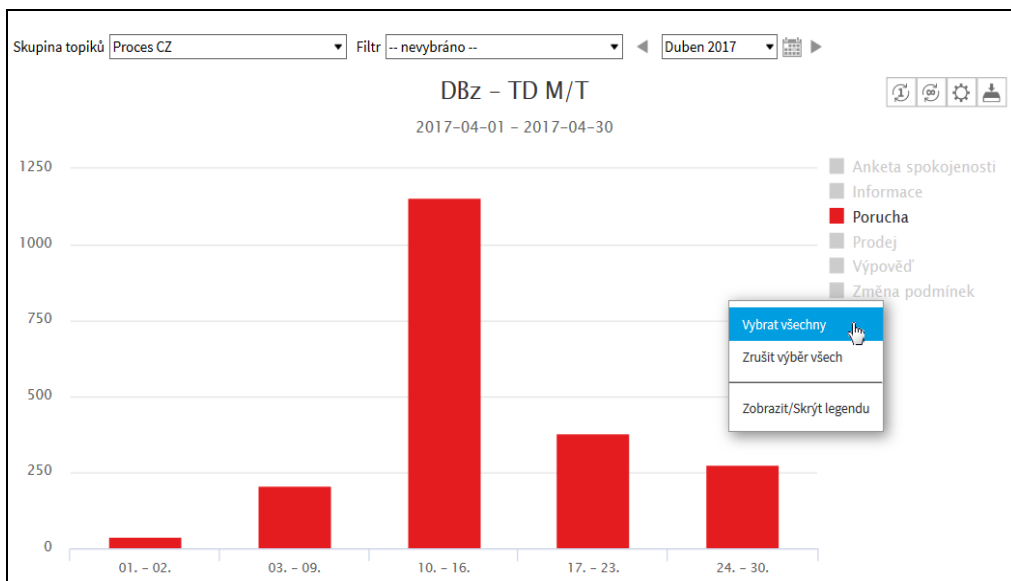 Skupina topiků Proces CZ Filtr -- nevybráno -- Duben 2017
DBz – TD M/T
2017-04-01 – 2017-04-30
1250
1000
750
500
250
0
01. – 02. 03. – 09. 10. – 16. 17. – 23. 24. – 30.
Anketa spokojenosti
Informace
Porucha
Prodej
Výpověď
Změna podmínek
Vybrat všechny
Zrušit výběr všech
Zobrazit/Skrýt legendu